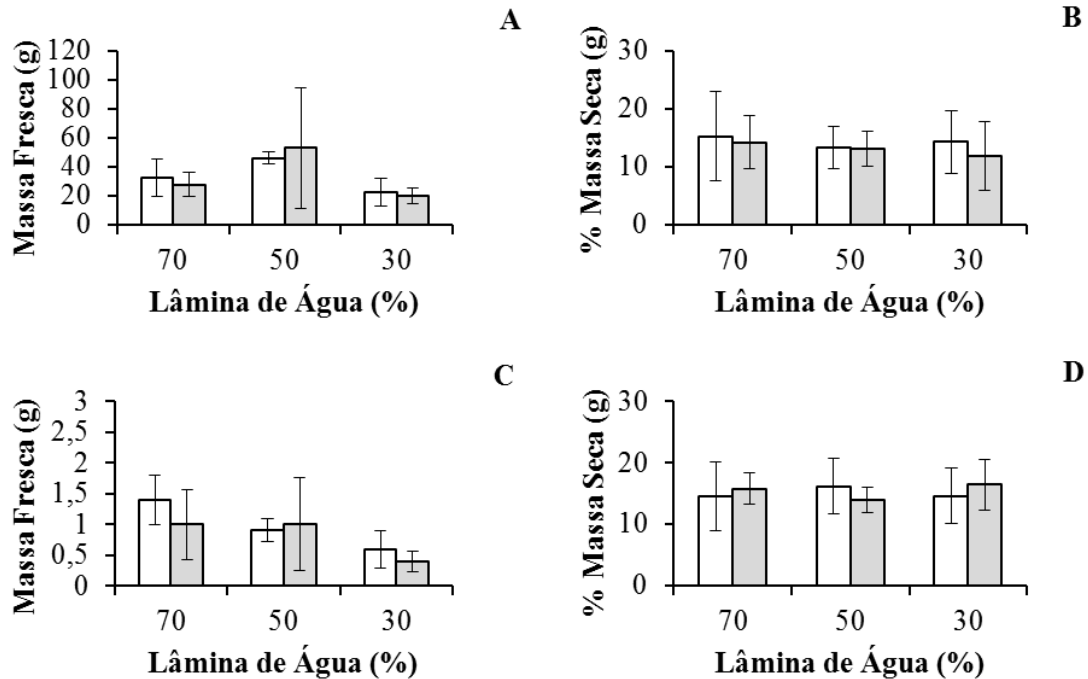 A
Massa Fresca (g)
120
100
80
60
40
20
0
70 50 30
Lâmina de Água (%)
B
% Massa Seca (g)
30
20
10
0
70 50 30
Lâmina de Água (%)
C
Massa Fresca (g)
3
2,5
2
1,5
1
0,5
0
70 50 30
Lâmina de Água (%)
D
% Massa Seca (g)
30
20
10
0
70 50 30
Lâmina de Água (%)